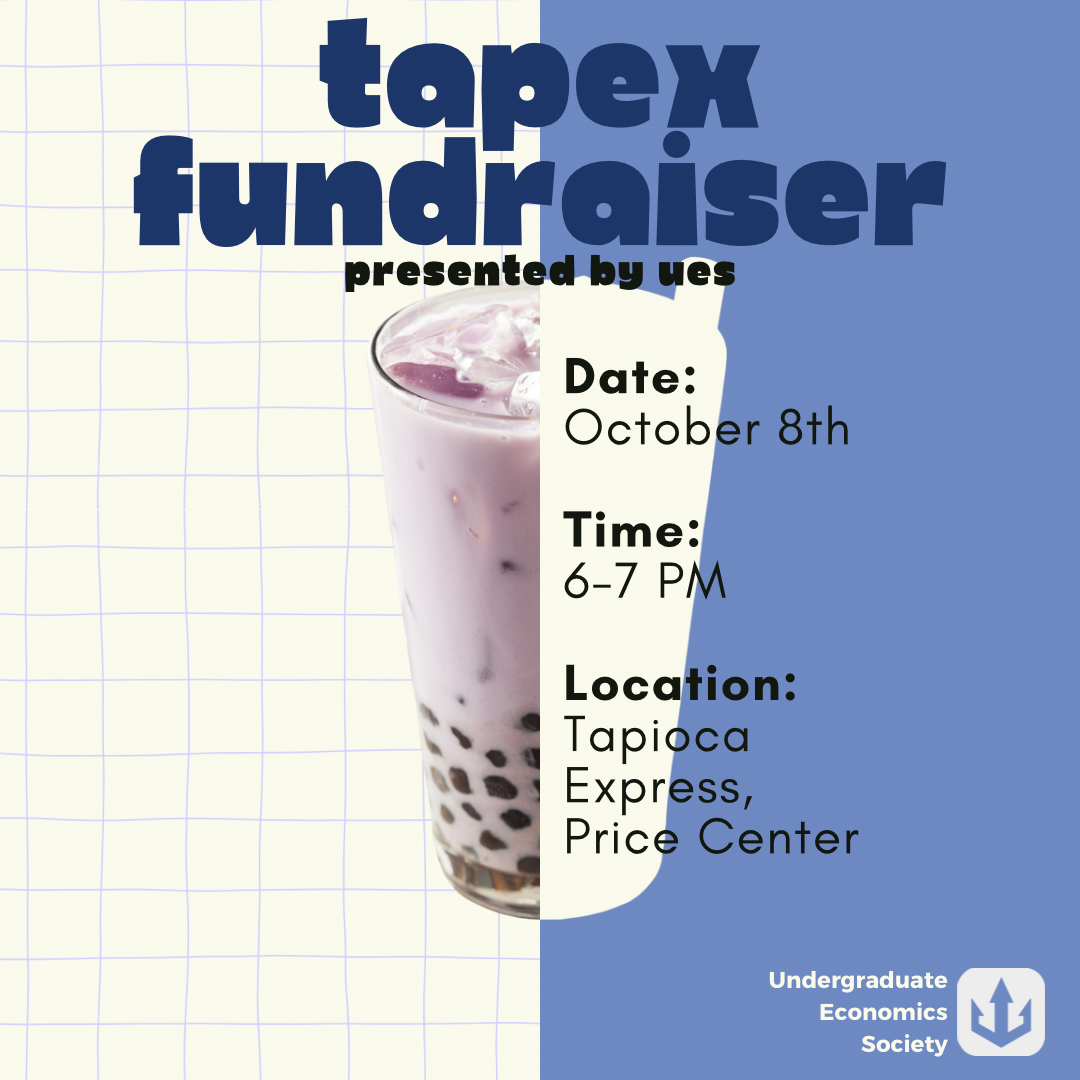 tapex
fundraiser
presented by ues
Date:
October 8th
Time:
6-7 PM
Location:
Tapioca
Express,
Price Center
Undergraduate
Economics
Society